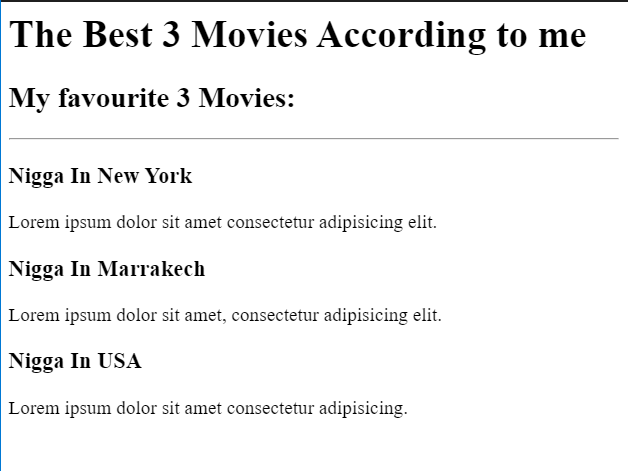 The Best 3 Movies According to me
My favourite 3 Movies:
Nigga In New York
Lorem ipsum dolor sit amet consectetur adipisicing elit.
Nigga In Marrakech
Lorem ipsum dolor sit amet, consectetur adipisicing elit.
Nigga In USA
Lorem ipsum dolor sit amet consectetur adipisicing.